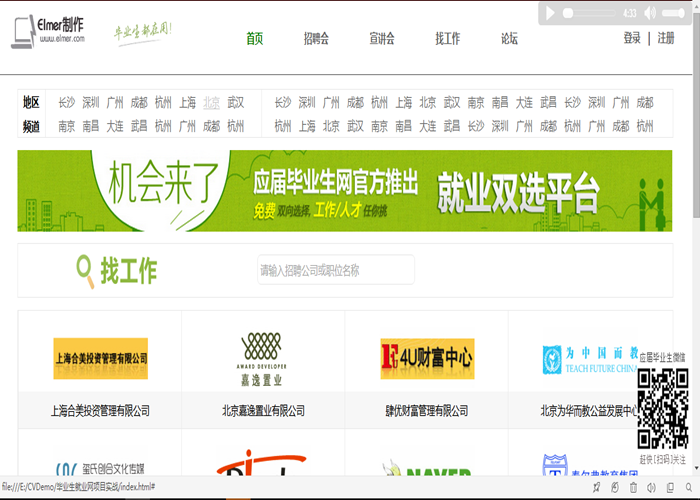 Elmer制作
www.elmer.com
毕业生都在用!
首页 招聘会 宣讲会 找工作 论坛
4:33
登录 | 注册
地区 长沙 深圳 广州 成都 杭州 上海 北京 武汉 长沙 深圳 广州 成都 杭州 上海 北京 武汉 南京 南昌 大连 武昌 长沙 深圳 广州 成都
频道 南京 南昌 大连 武昌 杭州 广州 成都 杭州 杭州 上海 北京 武汉 南京 南昌 大连 武昌 长沙 深圳 广州 成都 杭州 广州 成都 杭州
机会来了
应届毕业生网官方推出
免费 双向选择, 工作/人才 任你挑
就业双选平台
找工作
请输入招聘公司或职位名称
上海合美投资管理有限公司
AWARD DEVELOPER
嘉逸置业
E4U财富中心
为中国而教
TEACH FUTURE CHINA
应届毕业生微信
上海合美投资管理有限公司
北京嘉逸置业有限公司
肆优财富管理有限公司
北京为华而教公益发展中心
赶快[扫码]关注
玺氏创合文化传媒
NAVER
泰尔弗教育集团
file:///E:/CVDemo/毕业生就业网项目实战/index.html#